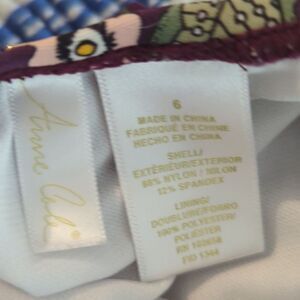 Anne Cole®
6
MADE IN CHINA
FABRIQUÉ EN CHINE
HECHO EN CHINA
SHELL/
EXTÉRIEUR/EXTERIOR
88% NYLON / NILON
12% SPANDEX
LINING/
DOUBLURE/FORRO
100% POLYESTER/
POLIÉSTER